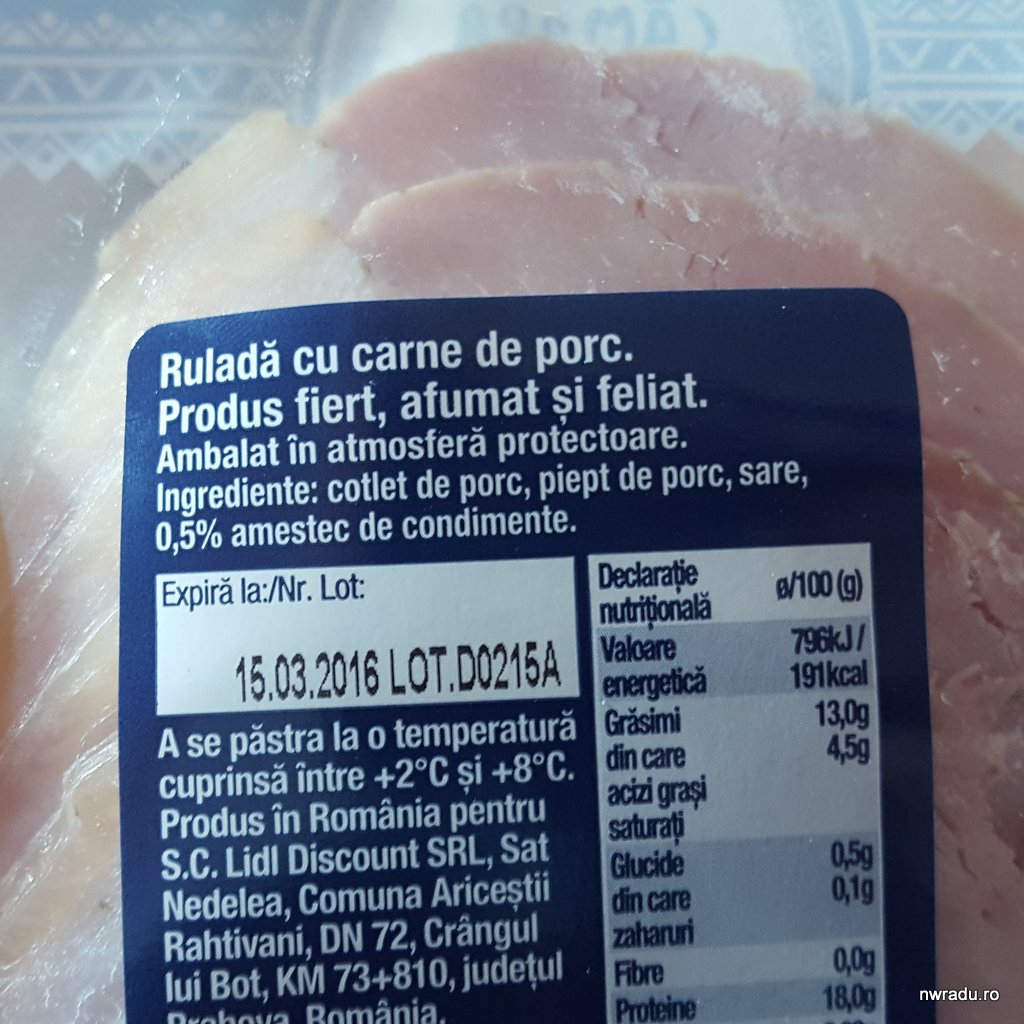 CĂMARA
Ruladă cu carne de porc.
Produs fiert, afumat și feliat.
Ambalat în atmosferă protectoare.
Ingrediente: cotlet de porc, piept de porc, sare,
0,5% amestec de condimente.
Expiră la:/Nr. Lot:
15.03.2016 LOT.D0215A
A se păstra la o temperatură
cuprinsă între +2°C și +8°C.
Produs în România pentru
S.C. Lidl Discount SRL, Sat
Nedelea, Comuna Ariceștii
Rahtivani, DN 72, Crângul
lui Bot, KM 73+810, județul
Prahova, România.
Declarație
nutrițională ø/100 (g)
Valoare 796kJ/
energetică 191kcal
Grăsimi 13,0g
din care 4,5g
acizi grași
saturați
Glucide 0,5g
din care 0,1g
zaharuri
Fibre 0,0g
Proteine 18,0g
nwradu.ro